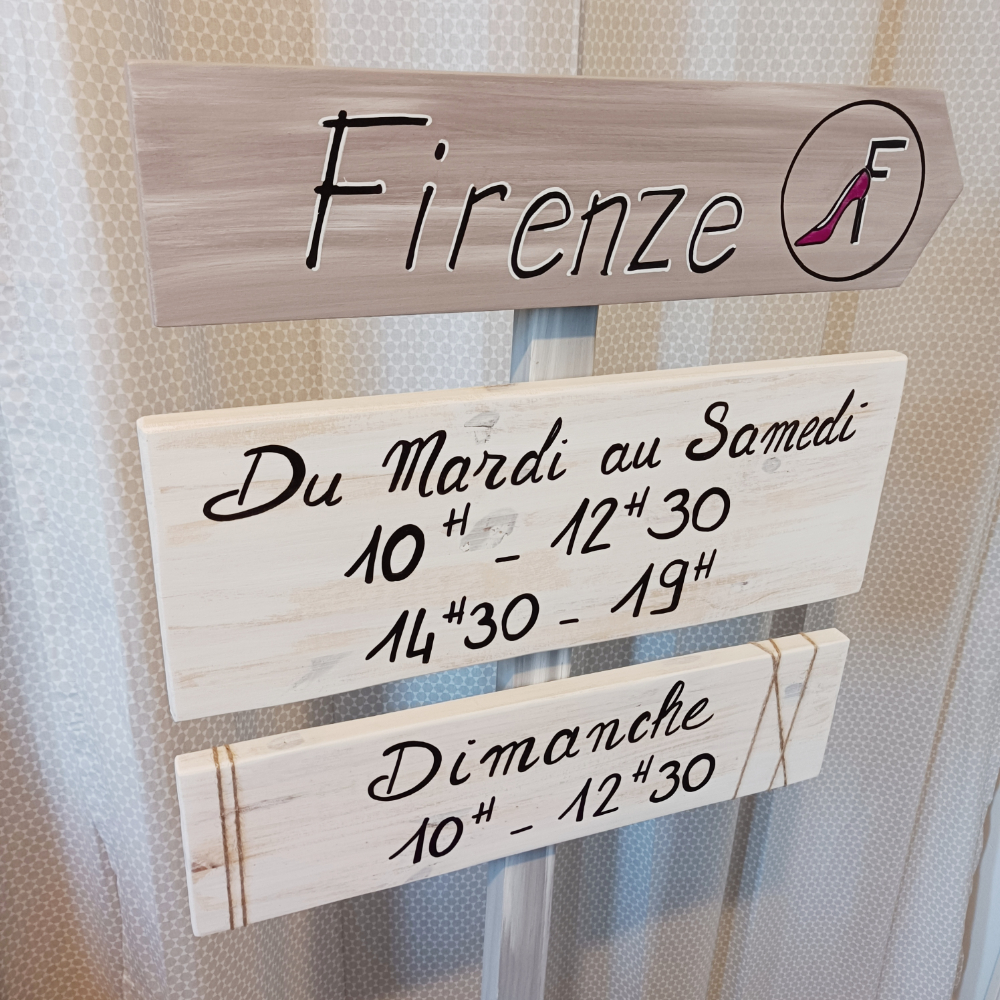 Firenze
F
Du Mardi au Samedi
10H - 12H30
14H30 - 19H
Dimanche
10H - 12H30